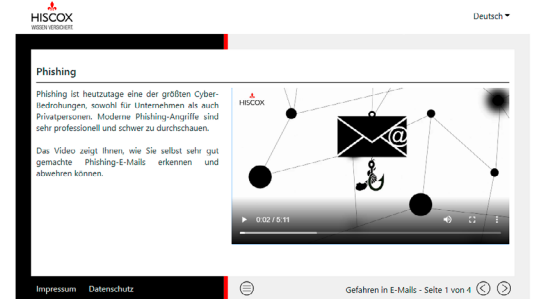 HISCOX
WISSEN VERSICHERT.
Deutsch
Phishing
Phishing ist heutzutage eine der größten Cyber-
Bedrohungen, sowohl für Unternehmen als auch
Privatpersonen. Moderne Phishing-Angriffe sind
sehr professionell und schwer zu durchschauen.
Das Video zeigt Ihnen, wie Sie selbst sehr gut
gemachte Phishing-E-Mails erkennen und
abwehren können.
HISCOX
@
0:02 / 5:11
Impressum Datenschutz
Gefahren in E-Mails - Seite 1 von 4